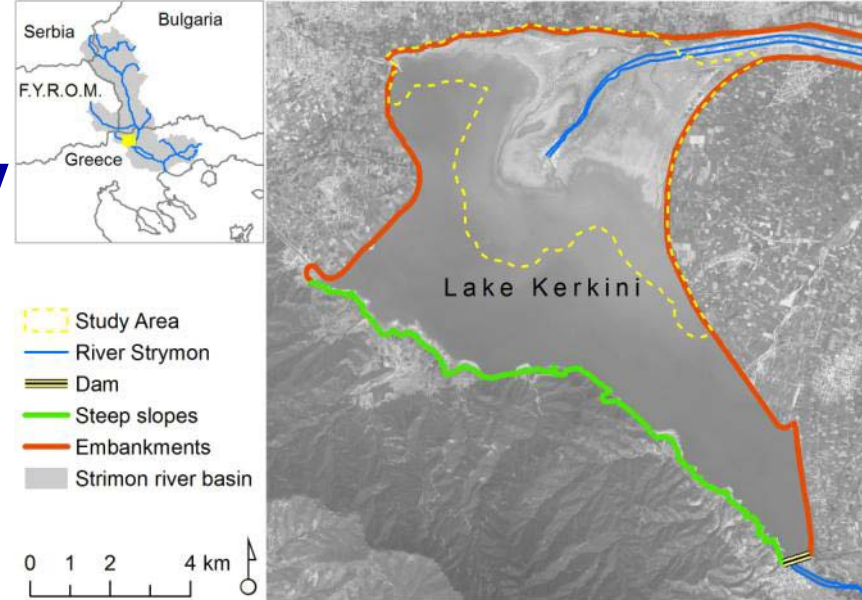 Serbia
Bulgaria
F.Y.R.O.M.
Greece
Lake Kerkini
Study Area
River Strymon
Dam
Steep slopes
Embankments
Strimon river basin
0 1 2 4 km